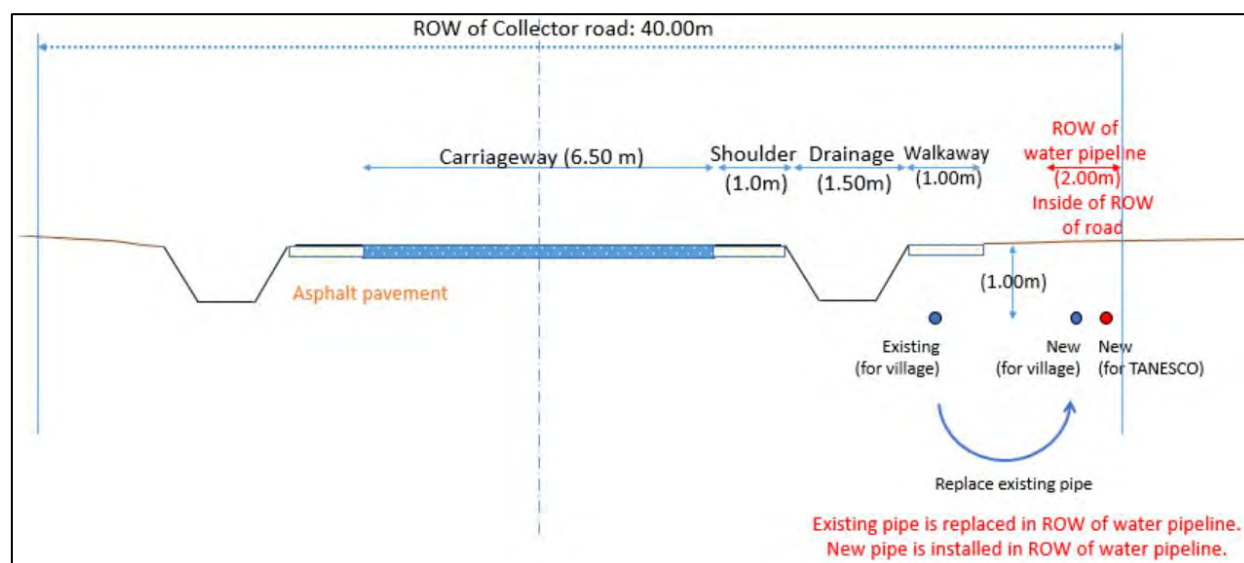 ROW of Collector road: 40.00m
ROW of
water pipeline
(2.00m)
Inside of ROW
of road
Carriageway (6.50 m)
Shoulder
(1.0m)
Drainage
(1.50m)
Walkaway
(1.00m)
Asphalt pavement
(1.00m)
Existing
(for village)
New
(for village)
New
(for TANESCO)
Replace existing pipe
Existing pipe is replaced in ROW of water pipeline.
New pipe is installed in ROW of water pipeline.